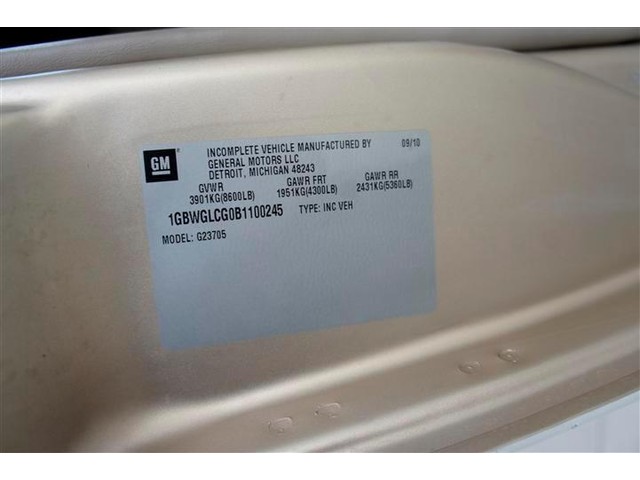 GM
INCOMPLETE VEHICLE MANUFACTURED BY 09/10
GENERAL MOTORS LLC
DETROIT, MICHIGAN 48243
GVWR GAWR FRT GAWR RR
3901KG(8600LB) 1951KG(4300LB) 2431KG(5360LB)
1GBWGLCG0B1100245 TYPE: INC VEH
MODEL: G23705